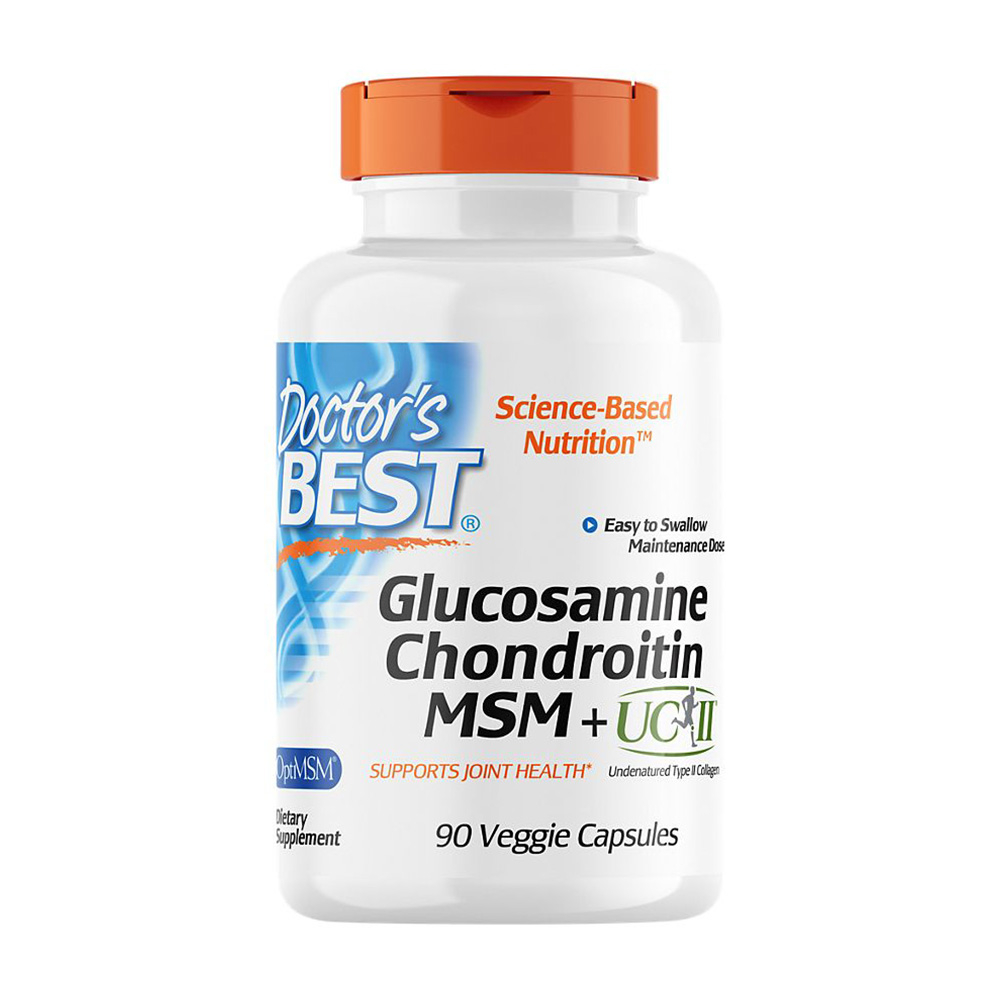 Doctor's
BEST®
Science-Based
Nutrition™
Easy to Swallow
Maintenance Dose
Glucosamine
Chondroitin
MSM + UC-II
Undenatured Type II Collagen
SUPPORTS JOINT HEALTH*
OptiMSM®
Dietary
Supplement
90 Veggie Capsules